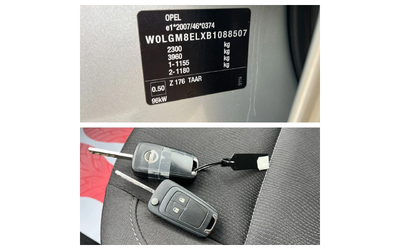 OPEL
e1*2007/46*0374
W0LGM8ELXB1088507
2300 kg
3960 kg
1-1155 kg
2-1180 kg
0.50 Z 176 TAAR
96kW